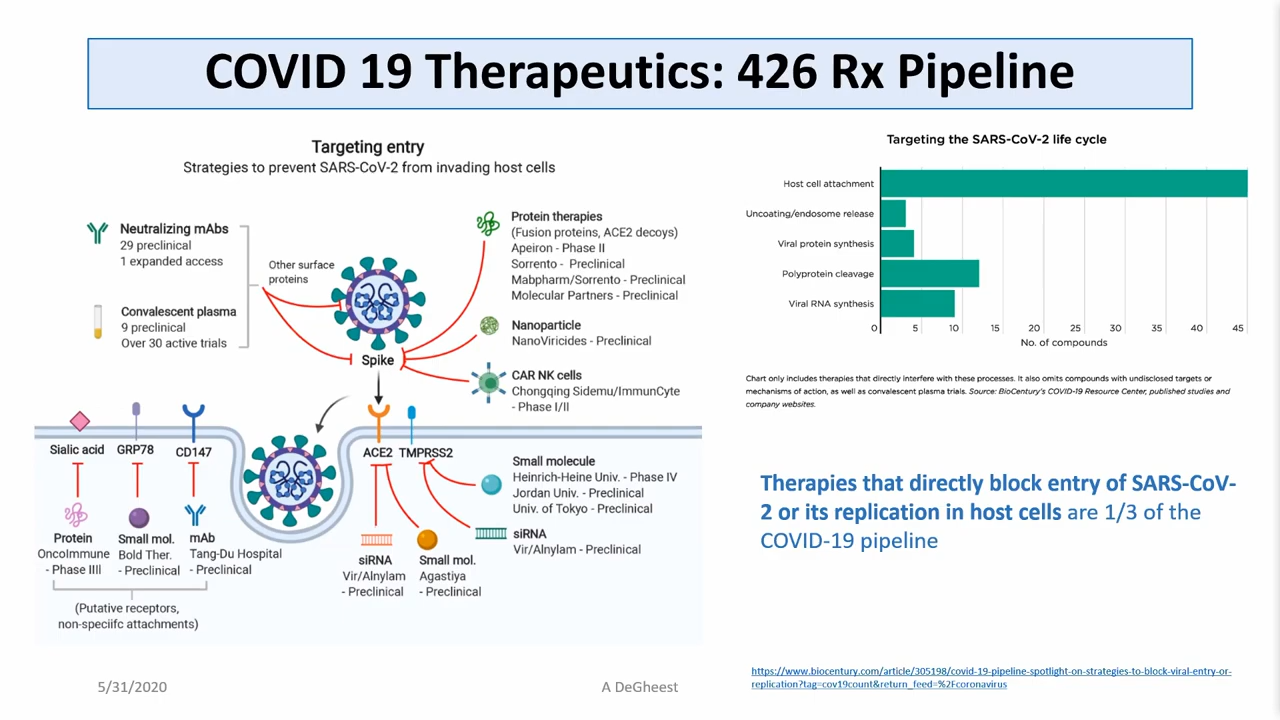 COVID 19 Therapeutics: 426 Rx Pipeline
Targeting entry
Strategies to prevent SARS-CoV-2 from invading host cells
Neutralizing mAbs
29 preclinical
1 expanded access
Convalescent plasma
9 preclinical
Over 30 active trials
Other surface
proteins
Spike
Protein therapies
(Fusion proteins, ACE2 decoys)
Apeiron - Phase II
Sorrento - Preclinical
Mabpharm/Sorrento - Preclinical
Molecular Partners - Preclinical
Nanoparticle
NanoViricides - Preclinical
CAR NK cells
Chongqing Sidemu/ImmunCyte
- Phase I/II
Sialic acid
GRP78
CD147
ACE2
TMPRSS2
Protein
OncoImmune
- Phase IIII
Small mol.
Bold Ther.
- Preclinical
mAb
Tang-Du Hospital
- Preclinical
(Putative receptors,
non-speciifc attachments)
siRNA
Vir/Alnylam
- Preclinical
Small mol.
Agastiya
- Preclinical
Small molecule
Heinrich-Heine Univ. - Phase IV
Jordan Univ. - Preclinical
Univ. of Tokyo - Preclinical
siRNA
Vir/Alnylam - Preclinical
Targeting the SARS-CoV-2 life cycle
Host cell attachment
Uncoating/endosome release
Viral protein synthesis
Polyprotein cleavage
Viral RNA synthesis
0 5 10 15 20 25 30 35 40 45
No. of compounds
Chart only includes therapies that directly interfere with these processes. It also omits compounds with undisclosed targets or
mechanisms of action, as well as convalescent plasma trials. Source: BioCentury's COVID-19 Resource Center, published studies and
company websites.
Therapies that directly block entry of SARS-CoV-
2 or its replication in host cells are 1/3 of the
COVID-19 pipeline
https://www.biocentury.com/article/305198/covid-19-pipeline-spotlight-on-strategies-to-block-viral-entry-or-
replication?tag=cov19count&return_feed=%2Fcoronavirus
5/31/2020
A DeGheest